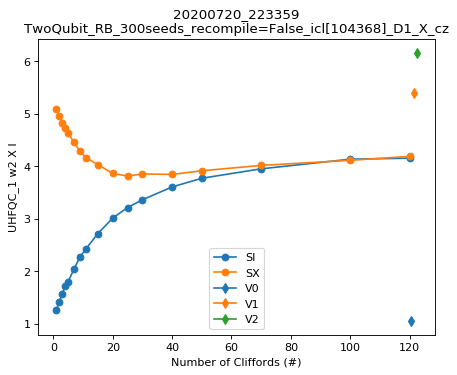 20200720_223359
TwoQubit_RB_300seeds_recompile=False_icl[104368]_D1_X_cz
UHFQC_1 w2 X I
6
5
4
3
2
1
SI
SX
V0
V1
V2
0 20 40 60 80 100 120
Number of Cliffords (#)